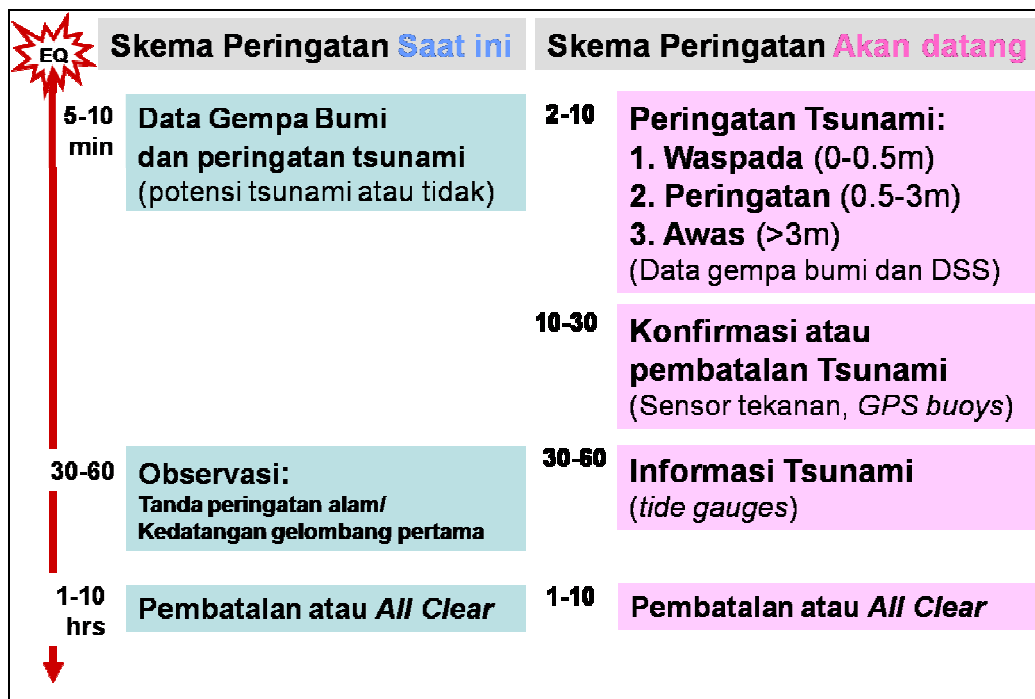 EQ
Skema Peringatan Saat ini
5-10
min
Data Gempa Bumi
dan peringatan tsunami
(potensi tsunami atau tidak)
30-60
Observasi:
Tanda peringatan alam/
Kedatangan gelombang pertama
1-10
hrs
Pembatalan atau All Clear
Skema Peringatan Akan datang
2-10
Peringatan Tsunami:
1. Waspada (0-0.5m)
2. Peringatan (0.5-3m)
3. Awas (>3m)
(Data gempa bumi dan DSS)
10-30
Konfirmasi atau
pembatalan Tsunami
(Sensor tekanan, GPS buoys)
30-60
Informasi Tsunami
(tide gauges)
1-10
Pembatalan atau All Clear